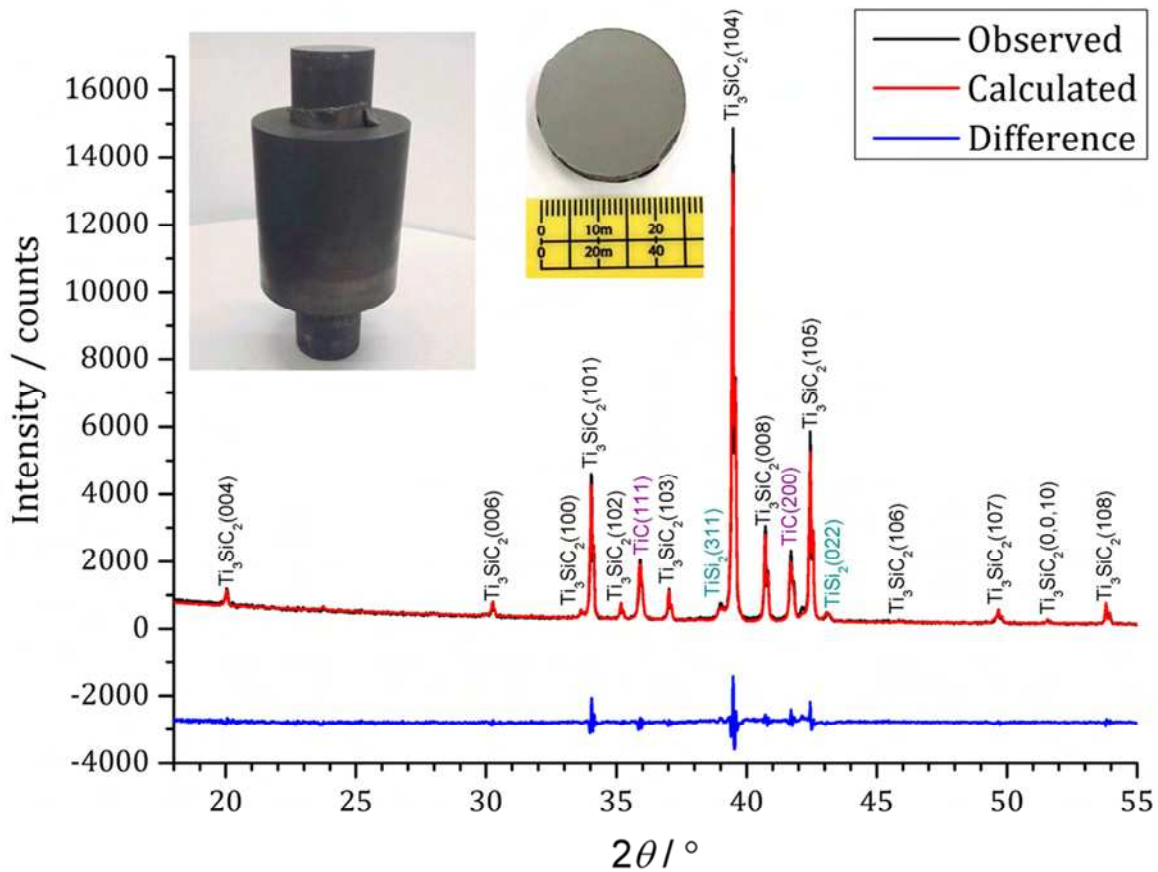 Observed
Calculated
Difference
Intensity / counts
16000
14000
12000
10000
8000
6000
4000
2000
0
-2000
-4000
0 10m 20
0 20m 40
Ti₃SiC₂(004)
Ti₃SiC₂(006)
Ti₃SiC₂(100)
Ti₃SiC₂(101)
Ti₃SiC₂(102)
TiC(111)
Ti₃SiC₂(103)
TiSi₂(311)
Ti₃SiC₂(104)
Ti₃SiC₂(008)
TiC(200)
Ti₃SiC₂(105)
TiSi₂(022)
Ti₃SiC₂(106)
Ti₃SiC₂(107)
Ti₃SiC₂(0,0,10)
Ti₃SiC₂(108)
20 25 30 35 40 45 50 55
2θ / °